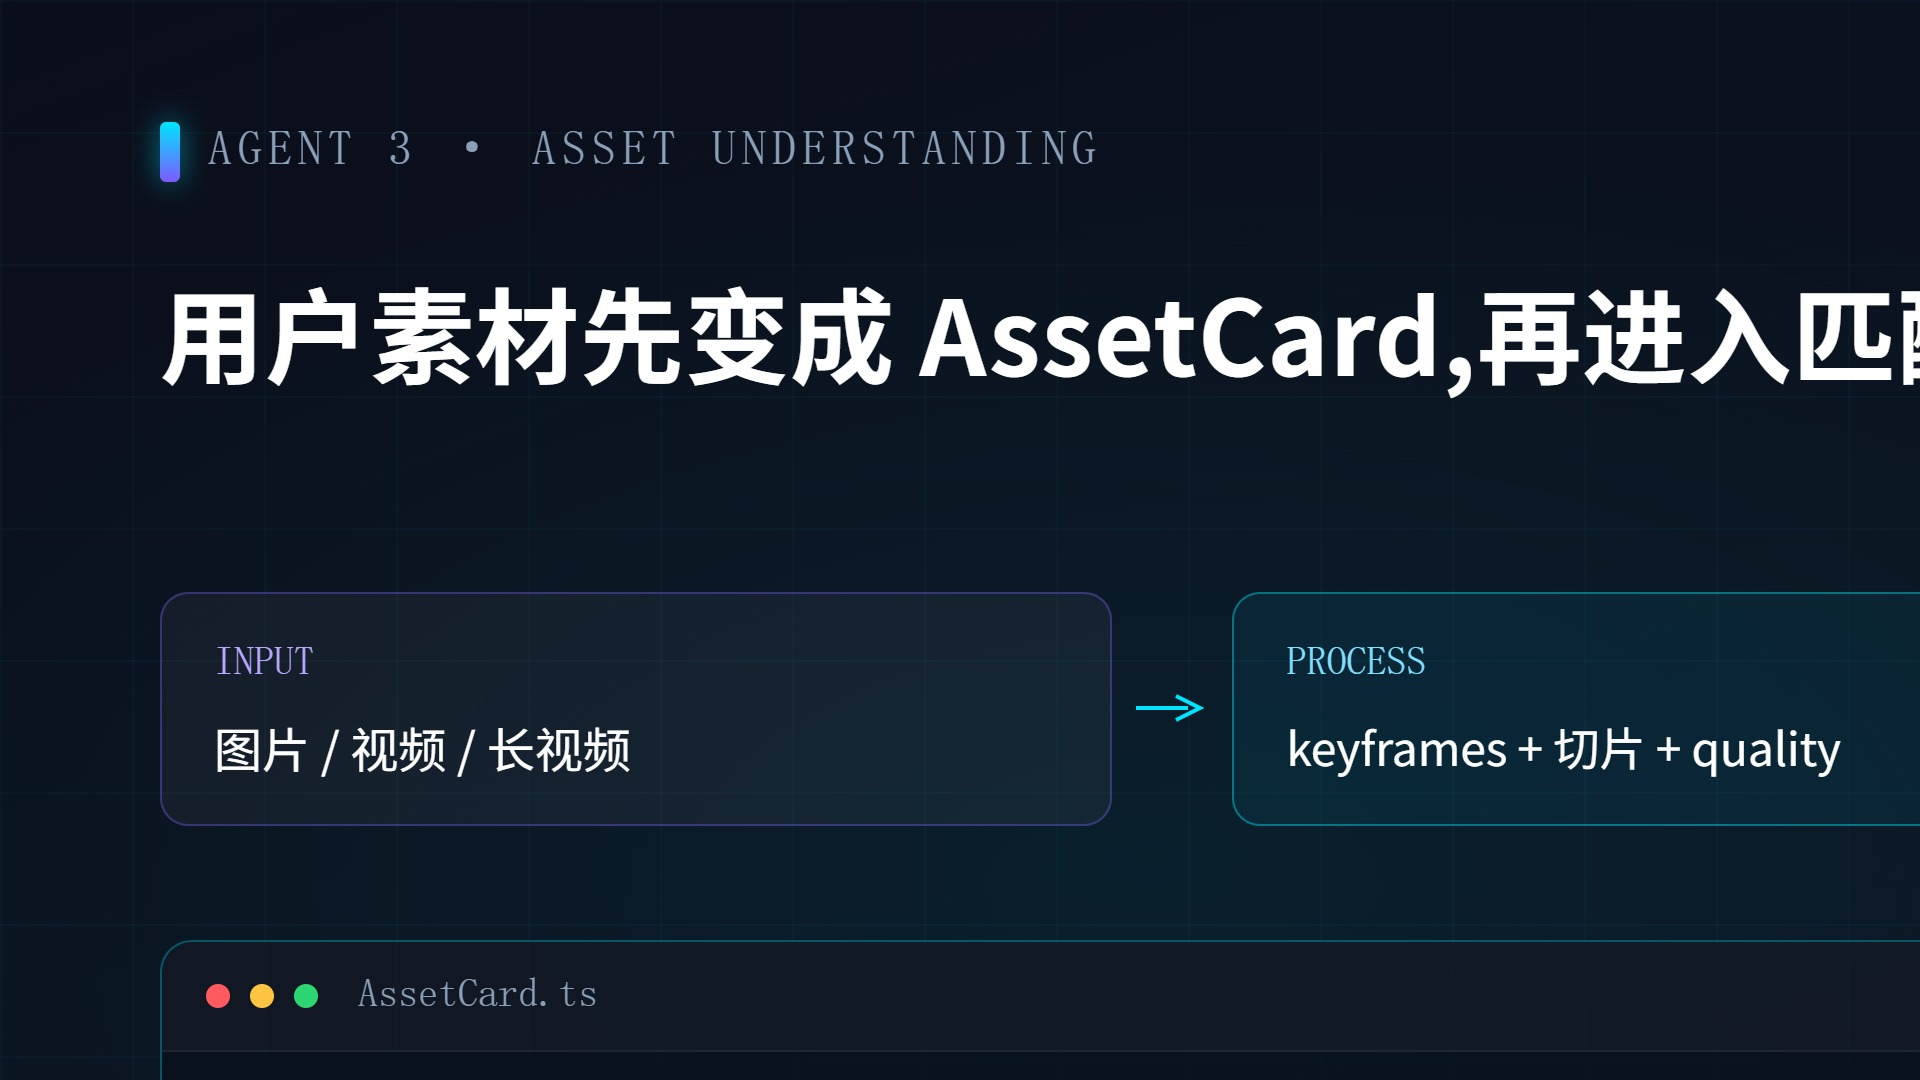 AGENT 3 • ASSET UNDERSTANDING
用户素材先变成 AssetCard,再进入匹
INPUT
图片 / 视频 / 长视频
PROCESS
keyframes + 切片 + quality
AssetCard.ts